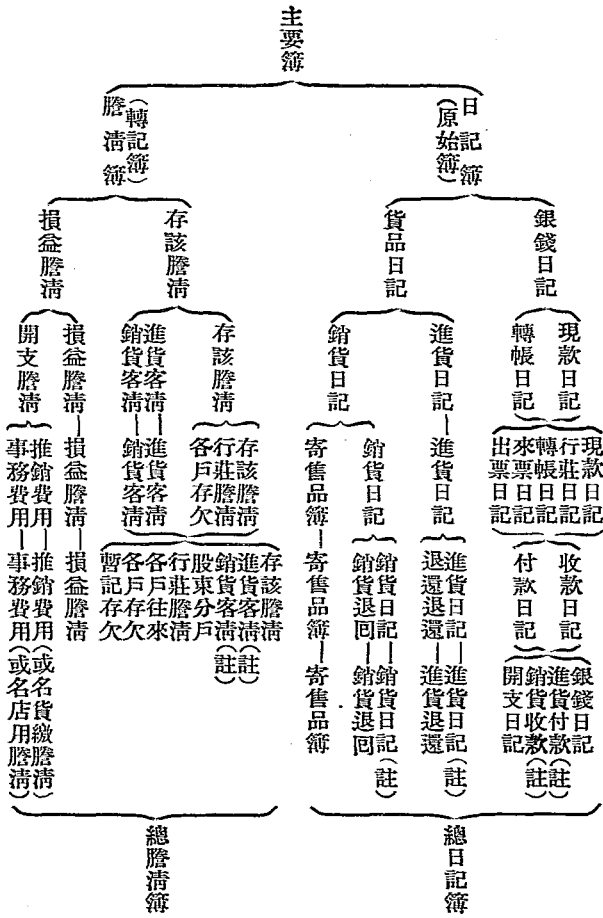 主要簿
日記簿
(原始簿)
謄清簿
(轉記簿)
銀錢日記
貨品日記
存該謄清
損益謄清
現款日記
轉帳日記
進貨日記
銷貨日記
存該謄清
進貨客清
銷貨客清
損益謄清
開支謄清
現款日記
行莊日記
轉帳日記
來票日記
出票日記
進貨日記
銷貨日記
寄售品簿
存該謄清
行莊謄清
各戶存欠
進貨客清
銷貨客清
損益謄清
推銷費用
事務費用
收款日記
付款日記
進貨日記
退還退還
銷貨日記
銷貨退回
寄售品簿
存該謄清
進貨客清(註)
銷貨客清(註)
股東分戶
行莊謄清
各戶往來
各戶存欠
暫記存欠
損益謄清
推銷費用(或名貨繳謄清)
事務費用(或名店用謄清)
銀錢日記
進貨付款(註)
銷貨收款(註)
開支日記
進貨日記(註)
進貨退還
銷貨日記(註)
銷貨退回
寄售品簿
總日記簿
總謄清簿